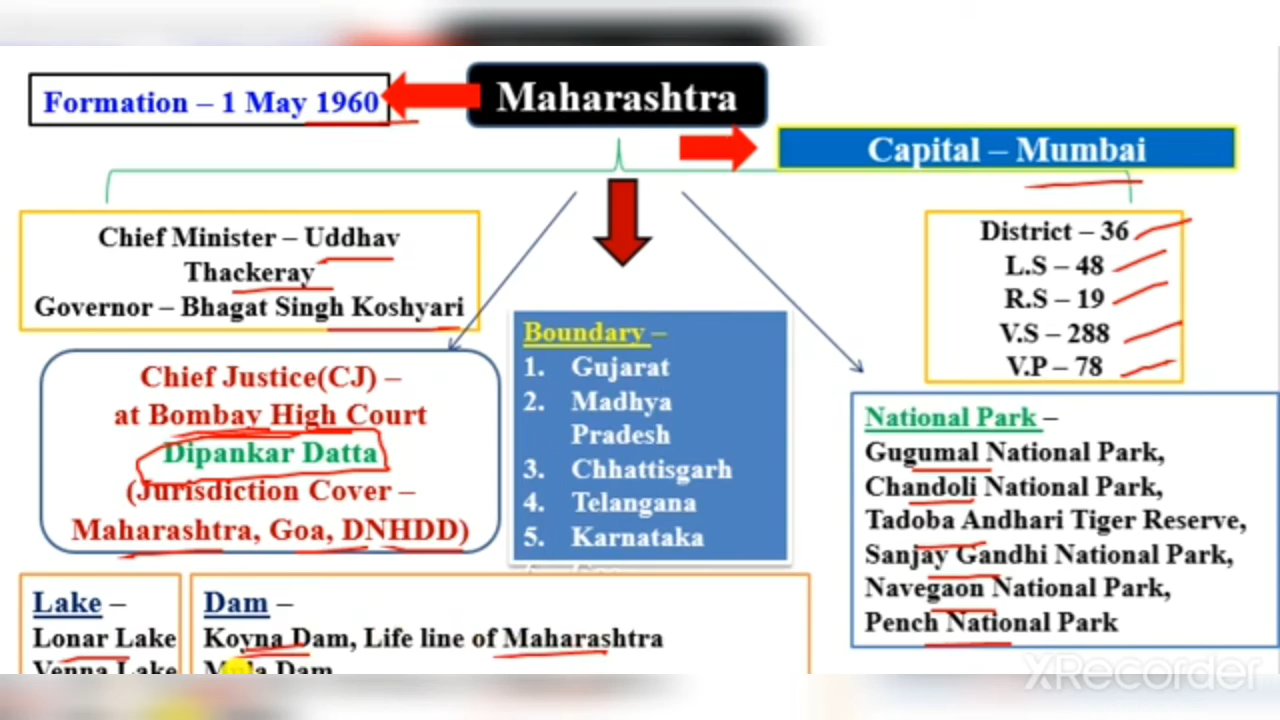 Maharashtra
Formation – 1 May 1960
Capital – Mumbai
Chief Minister – Uddhav
Thackeray
Governor – Bhagat Singh Koshyari
District – 36
L.S – 48
R.S – 19
V.S – 288
V.P – 78
Chief Justice(CJ) –
at Bombay High Court
Dipankar Datta
(Jurisdiction Cover –
Maharashtra, Goa, DNHDD)
Boundary –
1. Gujarat
2. Madhya
Pradesh
3. Chhattisgarh
4. Telangana
5. Karnataka
National Park –
Gugumal National Park,
Chandoli National Park,
Tadoba Andhari Tiger Reserve,
Sanjay Gandhi National Park,
Navegaon National Park,
Pench National Park
Lake –
Lonar Lake
Venna Lake
Dam –
Koyna Dam, Life line of Maharashtra
Mula Dam
XRecorder